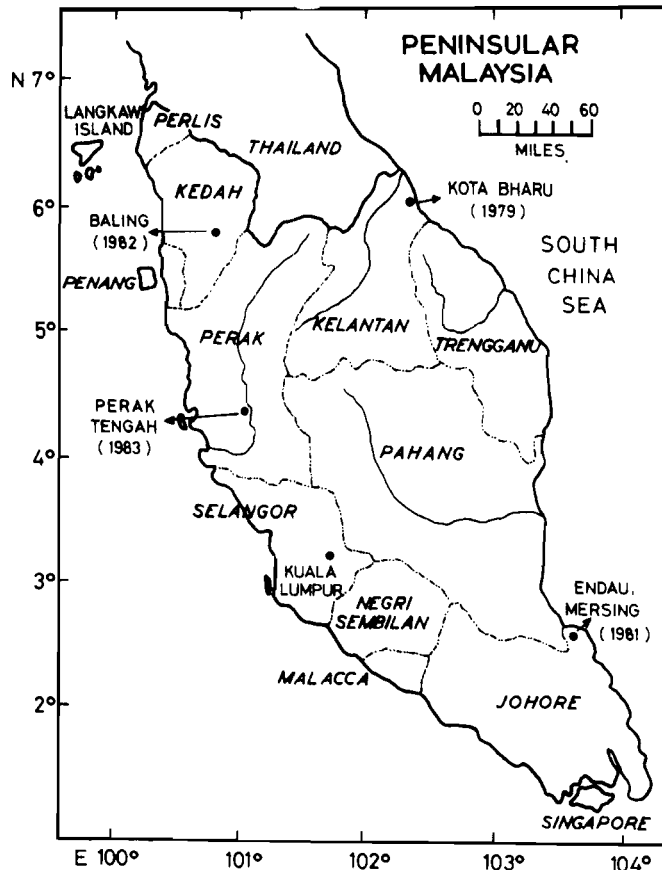 PENINSULAR
MALAYSIA
N 7°
0 20 40 60
MILES
LANGKAWI
ISLAND
PERLIS
THAILAND
KEDAH
KOTA BHARU
(1979)
6°
BALING
(1982)
SOUTH
CHINA
SEA
PENANG
5°
PERAK
KELANTAN
TRENGGANU
PERAK
TENGAH
(1983)
4°
PAHANG
SELANGOR
3°
KUALA
LUMPUR
NEGRI
SEMBILAN
ENDAU,
MERSING
(1981)
MALACCA
2°
JOHORE
SINGAPORE
E 100° 101° 102° 103° 104°